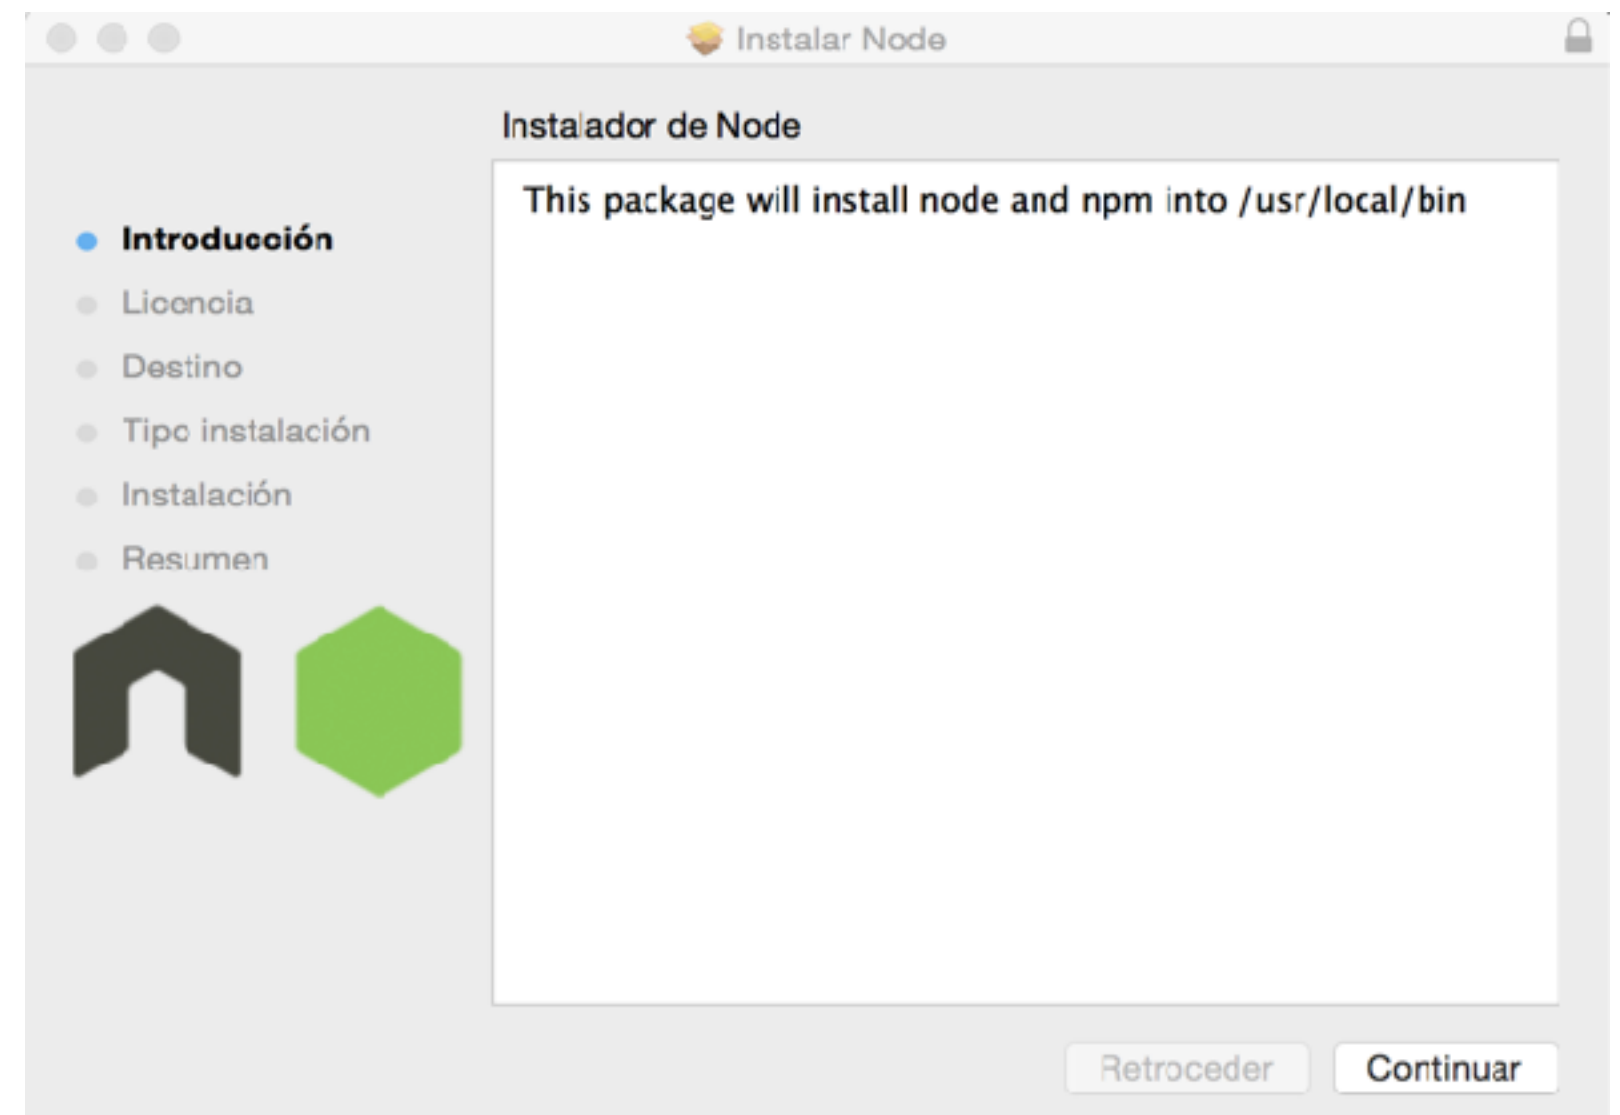 Instalar Node
Instalador de Node
This package will install node and npm into /usr/local/bin
Introducción
Licencia
Destino
Tipo instalación
Instalación
Resumen
Retroceder
Continuar